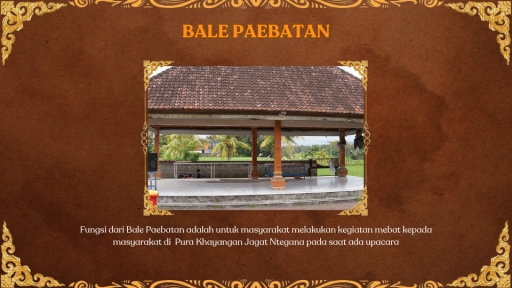 BALE PAEBATAN
Fungsi dari Bale Paebatan adalah untuk masyarakat melakukan kegiatan mebat kepada
masyarakat di Pura Khayangan Jagat Ntegana pada saat ada upacara